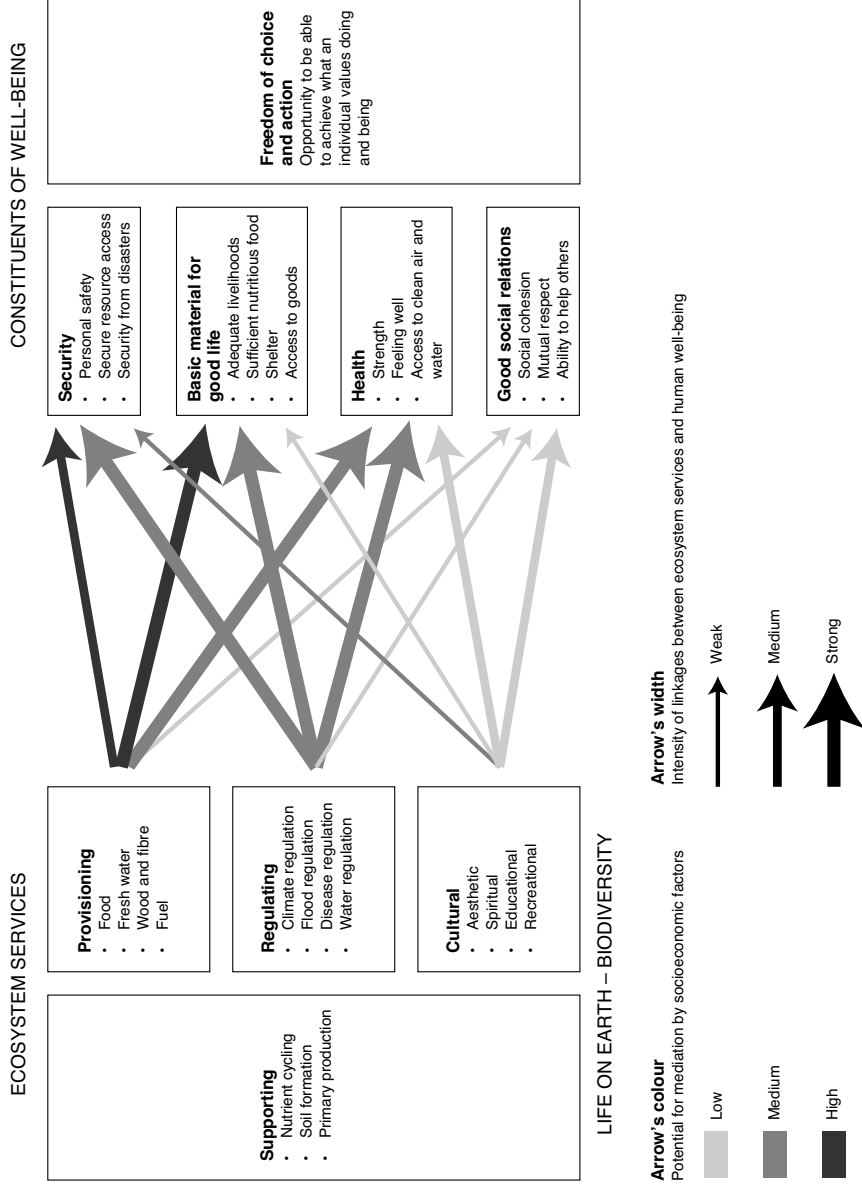 ECOSYSTEM SERVICES
CONSTITUENTS OF WELL-BEING
Supporting
• Nutrient cycling
• Soil formation
• Primary production
Provisioning
• Food
• Fresh water
• Wood and fibre
• Fuel
Regulating
• Climate regulation
• Flood regulation
• Disease regulation
• Water regulation
Cultural
• Aesthetic
• Spiritual
• Educational
• Recreational
Security
• Personal safety
• Secure resource access
• Security from disasters
Basic material for
good life
• Adequate livelihoods
• Sufficient nutritious food
• Shelter
• Access to goods
Health
• Strength
• Feeling well
• Access to clean air and
water
Good social relations
• Social cohesion
• Mutual respect
• Ability to help others
Freedom of choice
and action
Opportunity to be able
to achieve what an
individual values doing
and being
LIFE ON EARTH – BIODIVERSITY
Arrow's colour
Potential for mediation by socioeconomic factors
Low
Medium
High
Arrow's width
Intensity of linkages between ecosystem services and human well-being
Weak
Medium
Strong